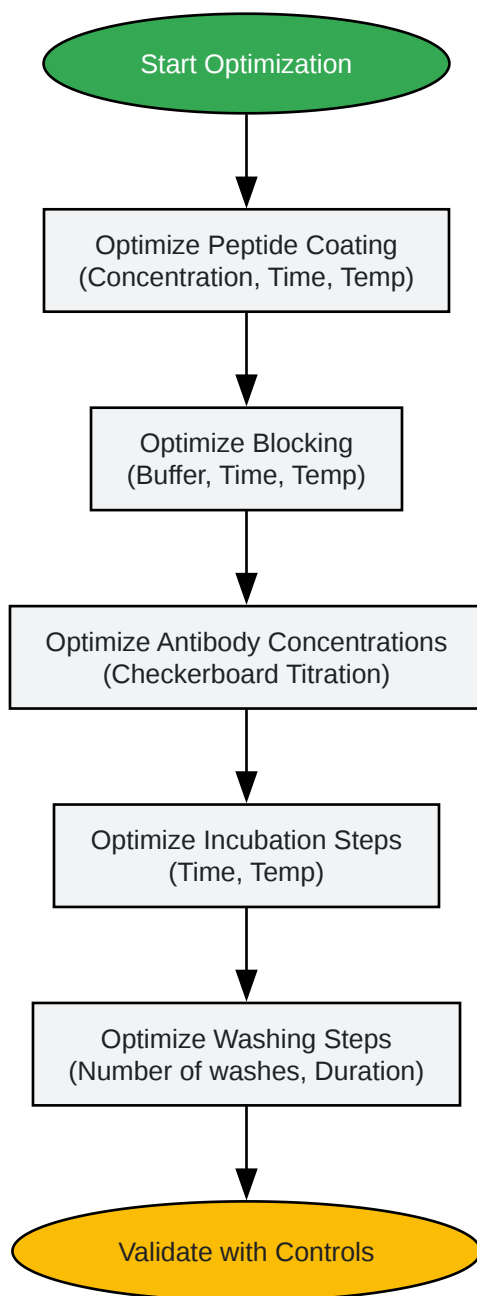 Start Optimization
Optimize Peptide Coating
(Concentration, Time, Temp)
Optimize Blocking
(Buffer, Time, Temp)
Optimize Antibody Concentrations
(Checkerboard Titration)
Optimize Incubation Steps
(Time, Temp)
Optimize Washing Steps
(Number of washes, Duration)
Validate with Controls